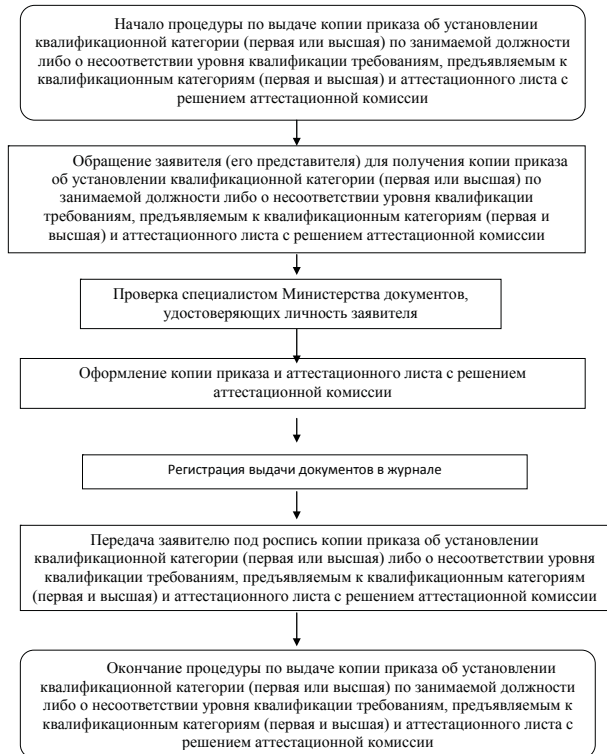 Начало процедуры по выдаче копии приказа об установлении
квалификационной категории (первая или высшая) по занимаемой должности
либо о несоответствии уровня квалификации требованиям, предъявляемым к
квалификационным категориям (первая и высшая) и аттестационного листа с
решением аттестационной комиссии
Обращение заявителя (его представителя) для получения копии приказа
об установлении квалификационной категории (первая или высшая) по
занимаемой должности либо о несоответствии уровня квалификации
требованиям, предъявляемым к квалификационным категориям (первая и
высшая) и аттестационного листа с решением аттестационной комиссии
Проверка специалистом Министерства документов,
удостоверяющих личность заявителя
Оформление копии приказа и аттестационного листа с решением
аттестационной комиссии
Регистрация выдачи документов в журнале
Передача заявителю под роспись копии приказа об установлении
квалификационной категории (первая или высшая) либо о несоответствии уровня
квалификации требованиям, предъявляемым к квалификационным категориям
(первая и высшая) и аттестационного листа с решением аттестационной комиссии
Окончание процедуры по выдаче копии приказа об установлении
квалификационной категории (первая или высшая) по занимаемой должности
либо о несоответствии уровня квалификации требованиям, предъявляемым к
квалификационным категориям (первая и высшая) и аттестационного листа с
решением аттестационной комиссии